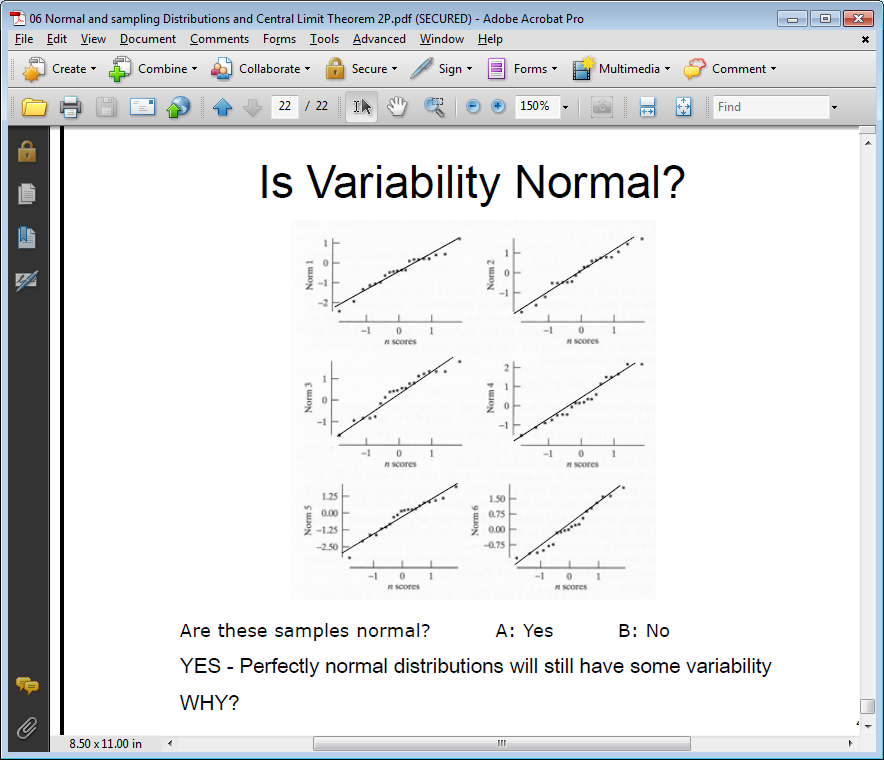 06 Normal and sampling Distributions and Central Limit Theorem 2P.pdf (SECURED) - Adobe Acrobat Pro
File Edit View Document Comments Forms Tools Advanced Window Help
Create Combine Collaborate Secure Sign Forms Multimedia Comment
22 / 22 150% Find
Is Variability Normal?
1
0
−1
−2
Norm 1
−1 0 1
n scores
1
0
−1
Norm 2
−1 0 1
n scores
1
0
−1
Norm 3
−1 0 1
n scores
2
1
0
−1
Norm 4
−1 0 1
n scores
1.25
0.00
−1.25
−2.50
Norm 5
−1 0 1
n scores
1.50
0.75
0.00
−0.75
Norm 6
−1 0 1
n scores
Are these samples normal? A: Yes B: No
YES - Perfectly normal distributions will still have some variability
WHY?
8.50 x 11.00 in